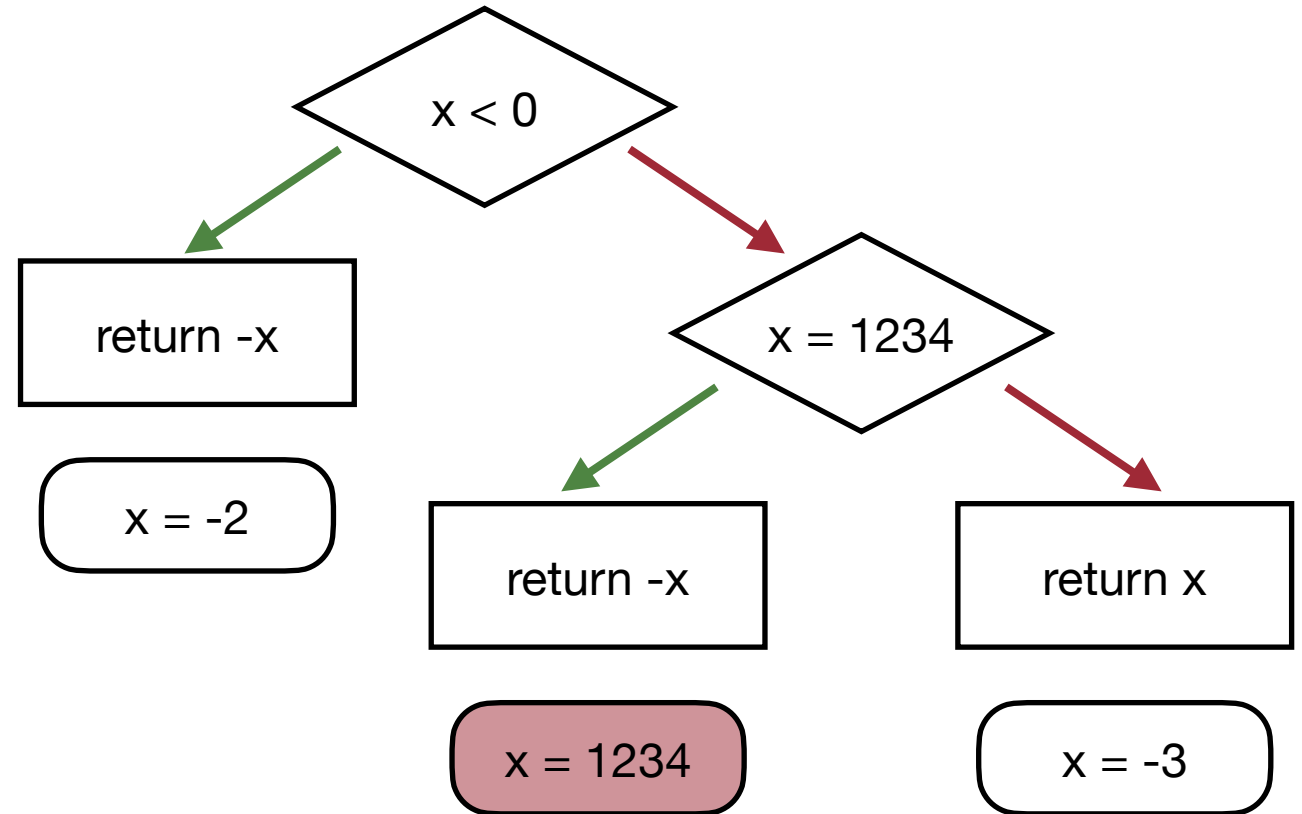 x < 0
return -x
x = 1234
x = -2
return -x
return x
x = 1234
x = -3